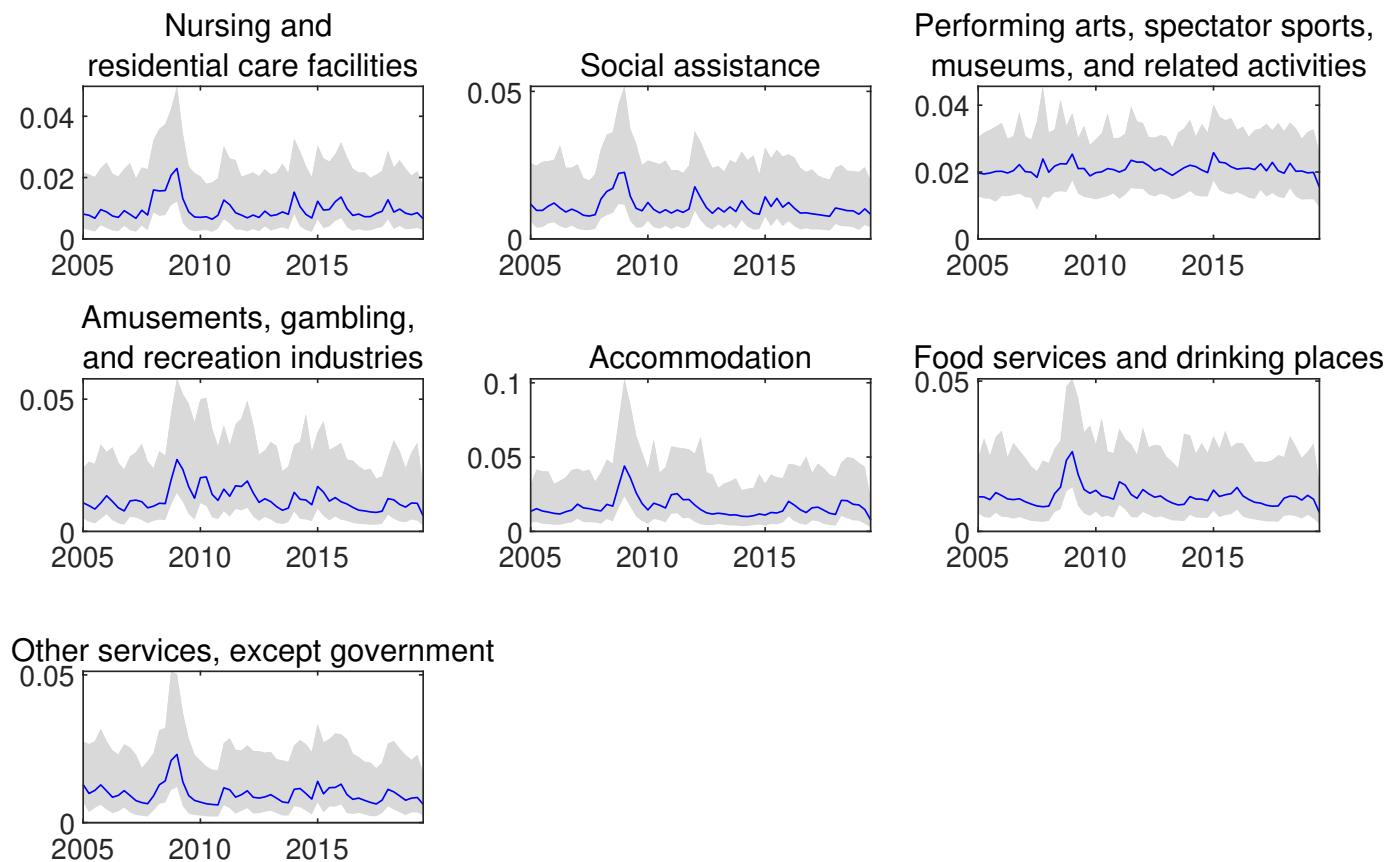 Nursing and
residential care facilities
0.04
0.02
0
2005 2010 2015
Social assistance
0.05
0
2005 2010 2015
Performing arts, spectator sports,
museums, and related activities
0.04
0.02
0
2005 2010 2015
Amusements, gambling,
and recreation industries
0.05
0
2005 2010 2015
Accommodation
0.1
0.05
0
2005 2010 2015
Food services and drinking places
0.05
0
2005 2010 2015
Other services, except government
0.05
0
2005 2010 2015